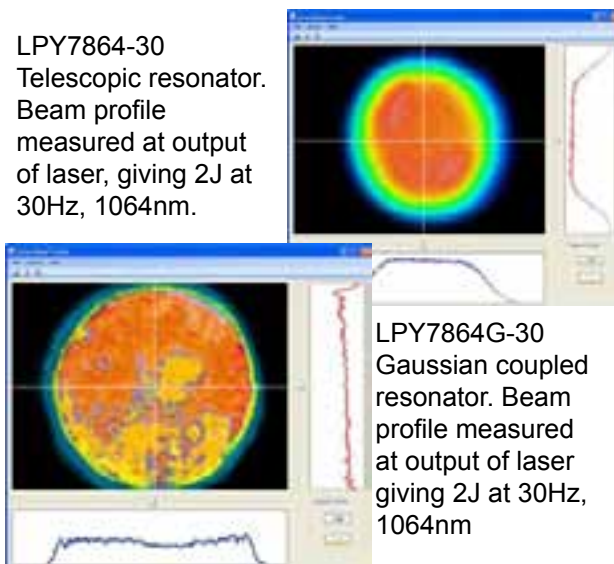 LPY7864-30
Telescopic resonator.
Beam profile
measured at output
of laser, giving 2J at
30Hz, 1064nm.
LPY7864G-30
Gaussian coupled
resonator. Beam
profile measured
at output of laser
giving 2J at 30Hz,
1064nm